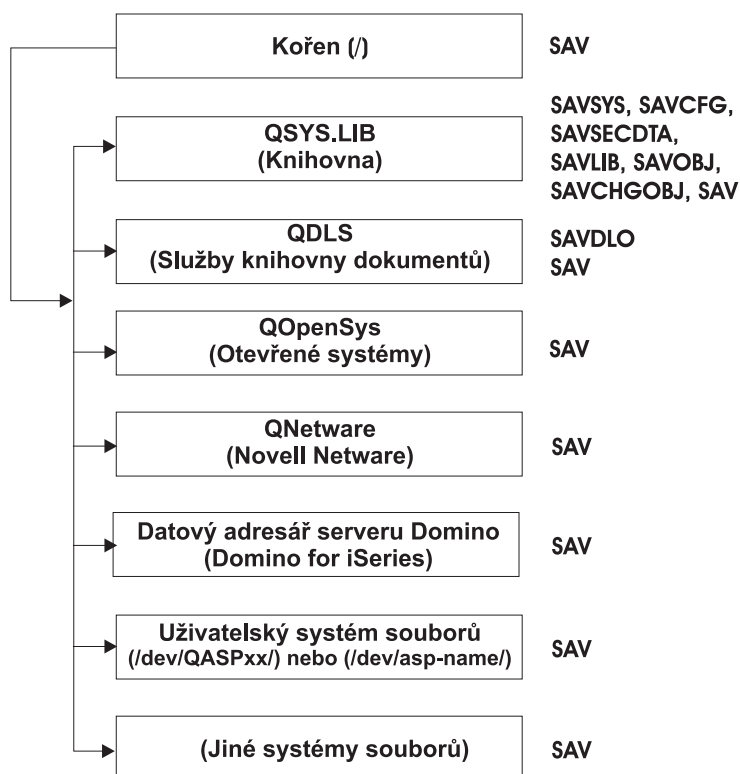 Kořen (/)
SAV
QSYS.LIB
(Knihovna)
SAVSYS, SAVCFG,
SAVSECDTA,
SAVLIB, SAVOBJ,
SAVCHGOBJ, SAV
QDLS
(Služby knihovny dokumentů)
SAVDLO
SAV
QOpenSys
(Otevřené systémy)
SAV
QNetware
(Novell Netware)
SAV
Datový adresář serveru Domino
(Domino for iSeries)
SAV
Uživatelský systém souborů
(/dev/QASPxx/) nebo (/dev/asp-name/)
SAV
(Jiné systémy souborů)
SAV